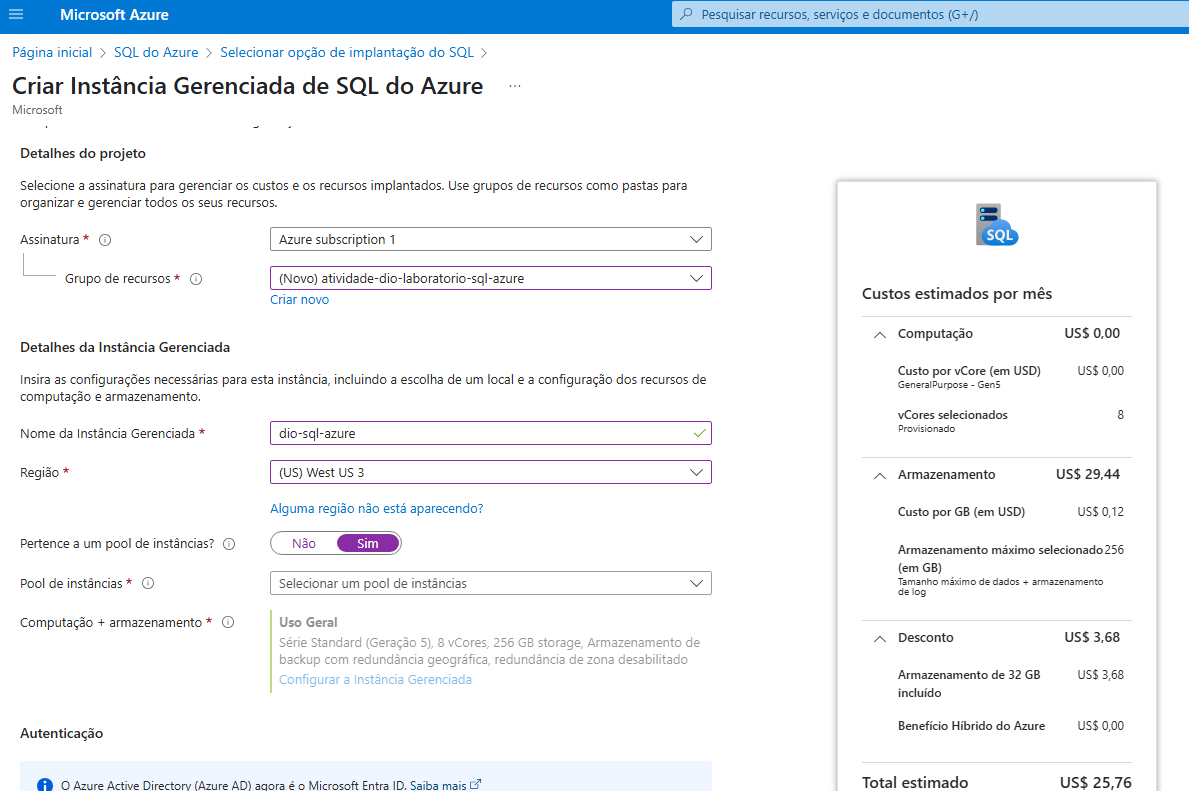 Microsoft Azure
Pesquisar recursos, serviços e documentos (G+/)
Página inicial > SQL do Azure > Selecionar opção de implantação do SQL >
Criar Instância Gerenciada de SQL do Azure ...
Microsoft
Detalhes do projeto
Selecione a assinatura para gerenciar os custos e os recursos implantados. Use grupos de recursos como pastas para
organizar e gerenciar todos os seus recursos.
Assinatura *
Azure subscription 1
Grupo de recursos *
(Novo) atividade-dio-laboratorio-sql-azure
Criar novo
Detalhes da Instância Gerenciada
Insira as configurações necessárias para esta instância, incluindo a escolha de um local e a configuração dos recursos de
computação e armazenamento.
Nome da Instância Gerenciada *
dio-sql-azure
Região *
(US) West US 3
Alguma região não está aparecendo?
Pertence a um pool de instâncias?
Não Sim
Pool de instâncias *
Selecionar um pool de instâncias
Computação + armazenamento *
Uso Geral
Série Standard (Geração 5), 8 vCores, 256 GB storage, Armazenamento de
backup com redundância geográfica, redundância de zona desabilitado
Configurar a Instância Gerenciada
Autenticação
O Azure Active Directory (Azure AD) agora é o Microsoft Entra ID. Saiba mais
SQL
Custos estimados por mês
Computação US$ 0,00
Custo por vCore (em USD) US$ 0,00
GeneralPurpose - Gen5
vCores selecionados 8
Provisionado
Armazenamento US$ 29,44
Custo por GB (em USD) US$ 0,12
Armazenamento máximo selecionado 256
(em GB)
Tamanho máximo de dados + armazenamento
de log
Desconto US$ 3,68
Armazenamento de 32 GB US$ 3,68
incluído
Benefício Híbrido do Azure US$ 0,00
Total estimado US$ 25,76